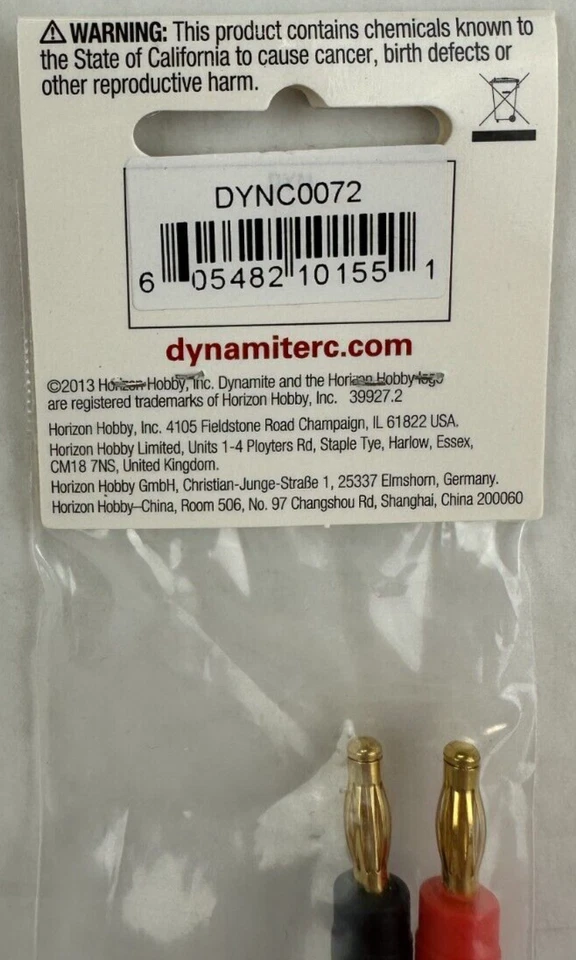 ⚠ WARNING: This product contains chemicals known to
the State of California to cause cancer, birth defects or
other reproductive harm.
DYNC0072
6 05482 10155 1
dynamiterc.com
©2013 Horizon Hobby, Inc. Dynamite and the Horizon Hobby logo
are registered trademarks of Horizon Hobby, Inc. 39927.2
Horizon Hobby, Inc. 4105 Fieldstone Road Champaign, IL 61822 USA.
Horizon Hobby Limited, Units 1-4 Ployters Rd, Staple Tye, Harlow, Essex,
CM18 7NS, United Kingdom.
Horizon Hobby GmbH, Christian-Junge-Straße 1, 25337 Elmshorn, Germany.
Horizon Hobby–China, Room 506, No. 97 Changshou Rd, Shanghai, China 200060